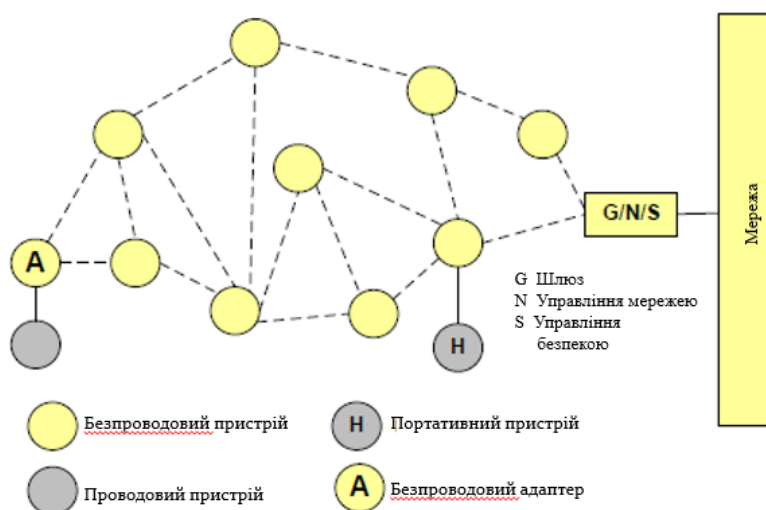 Мережа
G/N/S
A
G Шлюз
N Управління мережею
S Управління
безпекою
H
Безпроводовий пристрій
H Портативний пристрій
Проводовий пристрій
A Безпроводовий адаптер